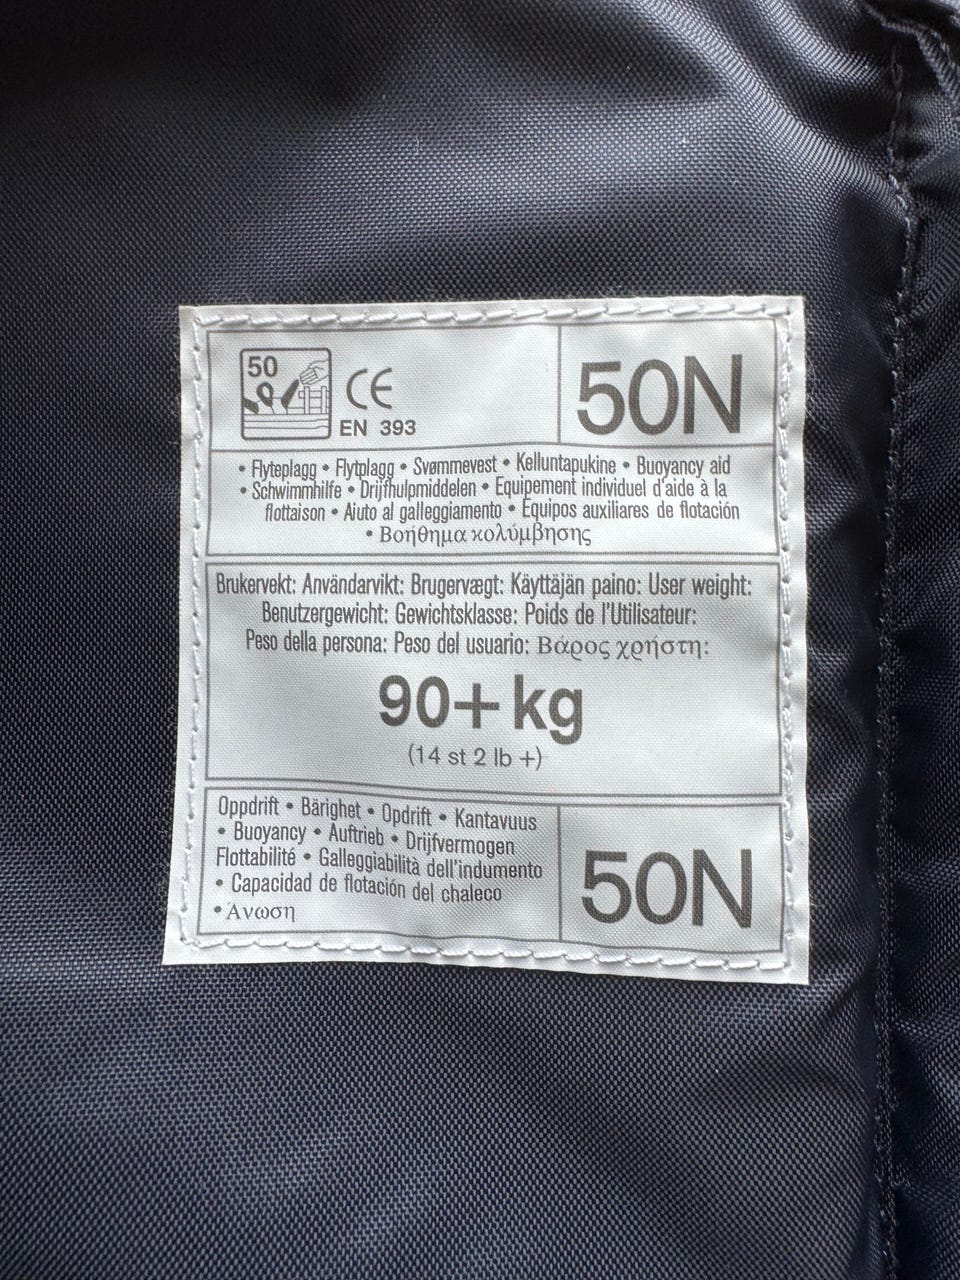 50
CE
EN 393
50N
• Flyteplagg • Flytplagg • Svømmevest • Kelluntapukine • Buoyancy aid
• Schwimmhilfe • Drijfhulpmiddelen • Equipement individuel d'aide à la
flottaison • Aiuto al galleggiamento • Equipos auxiliares de flotación
• Βοήθημα κολύμβησης
Brukervekt: Användarvikt: Brugervægt: Käyttäjän paino: User weight:
Benutzergewicht: Gewichtsklasse: Poids de l'Utilisateur:
Peso della persona: Peso del usuario: Βάρος χρήστη:
90+ kg
(14 st 2 lb +)
Oppdrift • Bärighet • Opdrift • Kantavuus
• Buoyancy • Auftrieb • Drijfvermogen
Flottabilité • Galleggiabilità dell'indumento
• Capacidad de flotación del chaleco
• Άνωση
50N